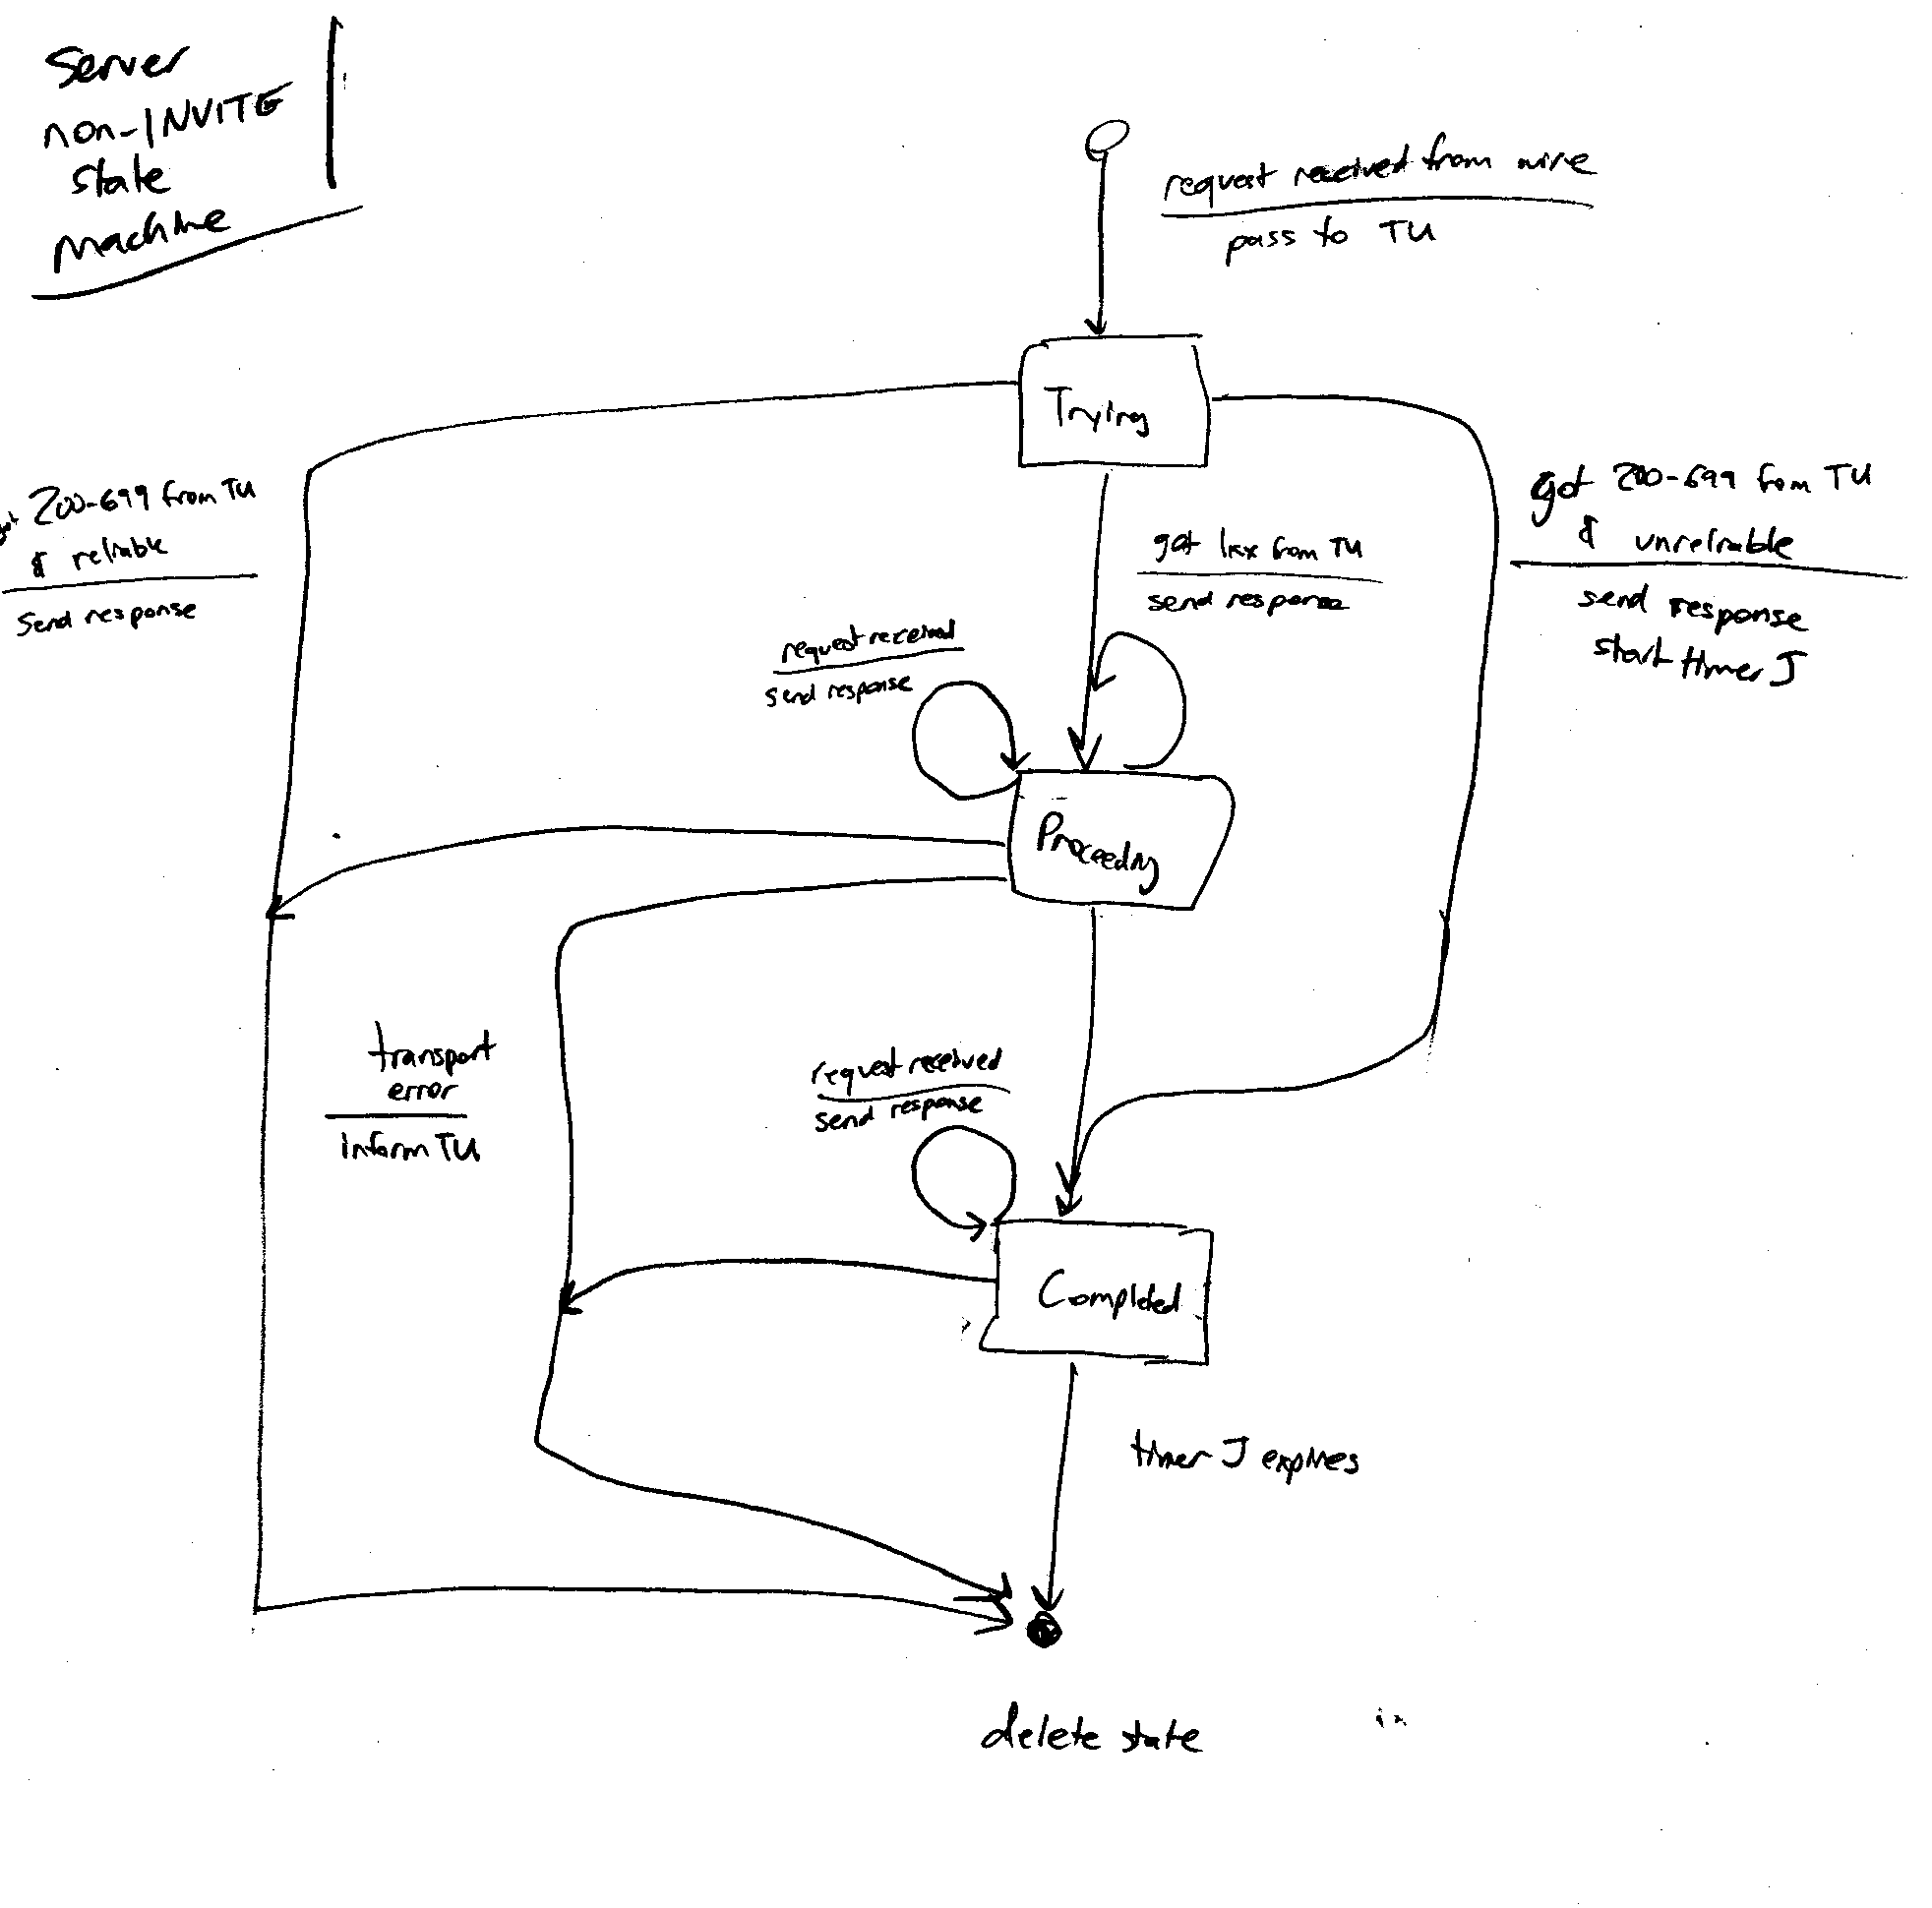 Server
non-INVITE
state
machine
request received from wire
pass to TU
Trying
got 200-699 from TU
& reliable
send response
got 1xx from TU
send response
got 200-699 from TU
& unreliable
send response
start timer J
request received
send response
Proceeding
transport
error
inform TU
request received
send response
Completed
timer J expires
delete state